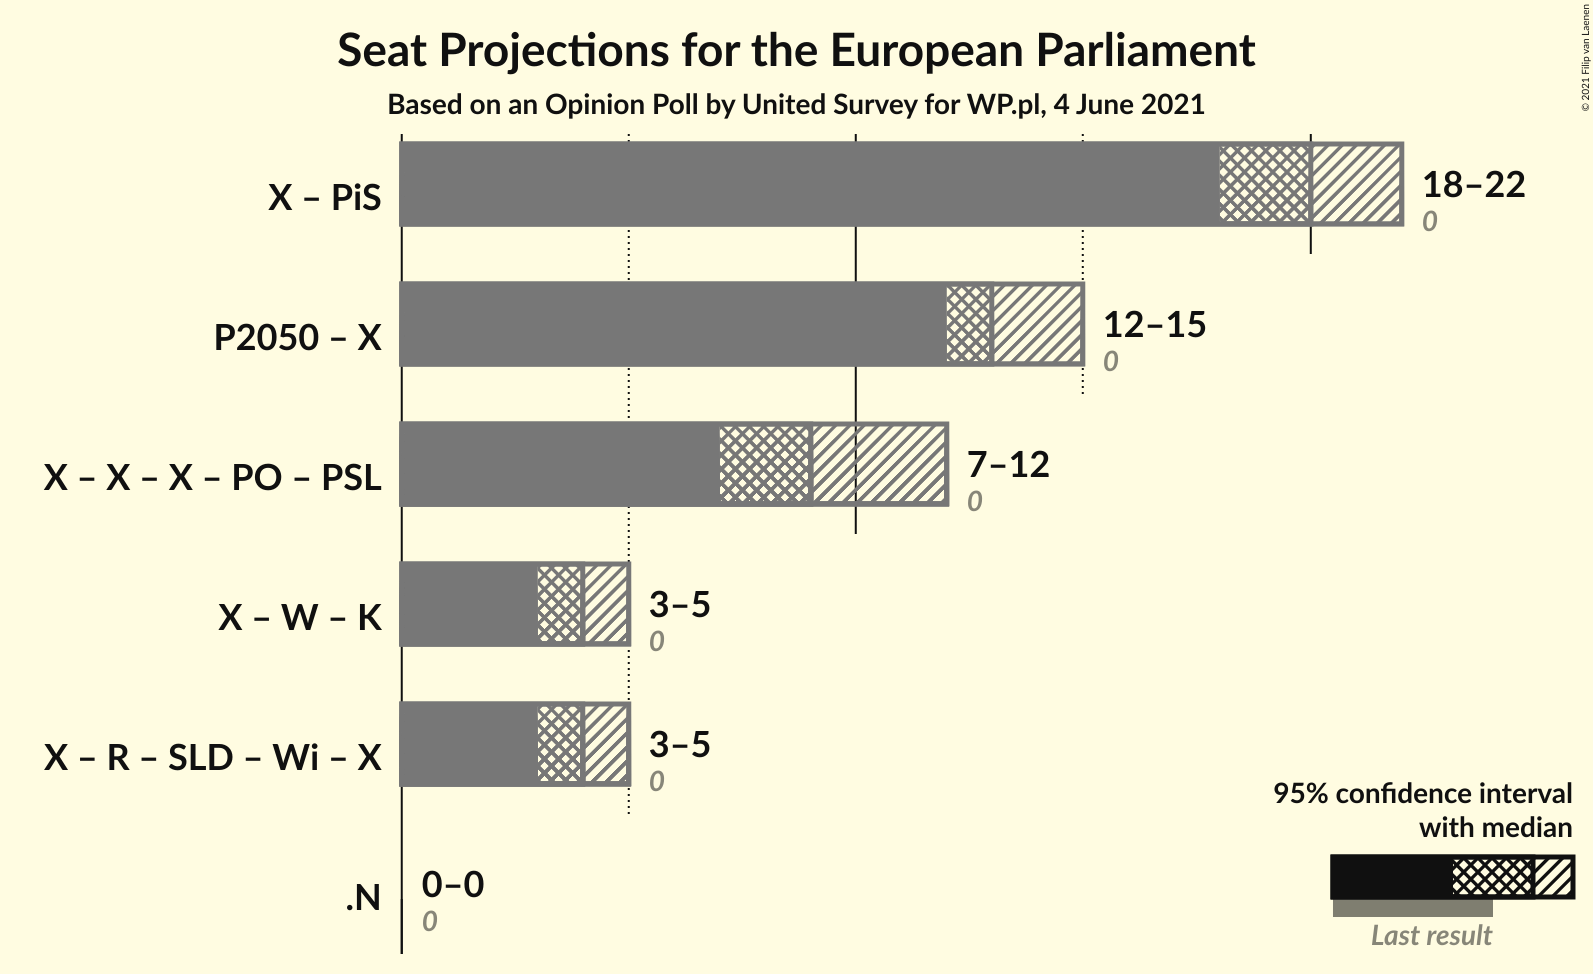 Seat Projections for the European Parliament
Based on an Opinion Poll by United Survey for WP.pl, 4 June 2021
© 2021 Filip van Laenen
X – PiS
18–22
0
P2050 – X
12–15
0
X – X – X – PO – PSL
7–12
0
X – W – K
3–5
0
X – R – SLD – Wi – X
3–5
0
.N
0–0
0
95% confidence interval
with median
Last result